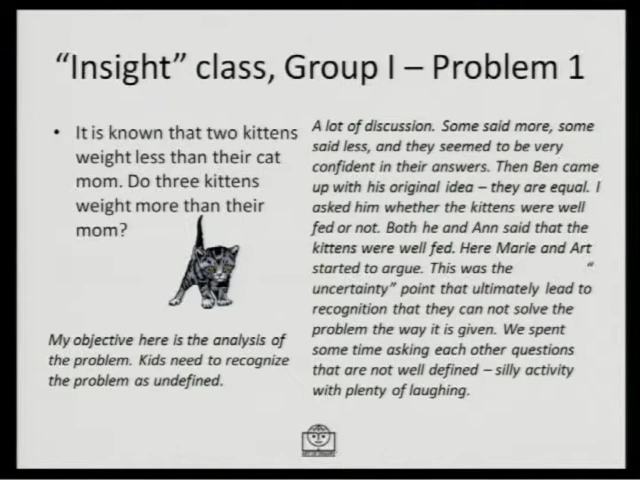 “Insight” class, Group I – Problem 1
• It is known that two kittens
weight less than their cat
mom. Do three kittens
weight more than their
mom?
My objective here is the analysis of
the problem. Kids need to recognize
the problem as undefined.
A lot of discussion. Some said more, some
said less, and they seemed to be very
confident in their answers. Then Ben came
up with his original idea – they are equal. I
asked him whether the kittens were well
fed or not. Both he and Ann said that the
kittens were well fed. Here Marie and Art
started to argue. This was the “
uncertainty” point that ultimately lead to
recognition that they can not solve the
problem the way it is given. We spent
some time asking each other questions
that are not well defined – silly activity
with plenty of laughing.